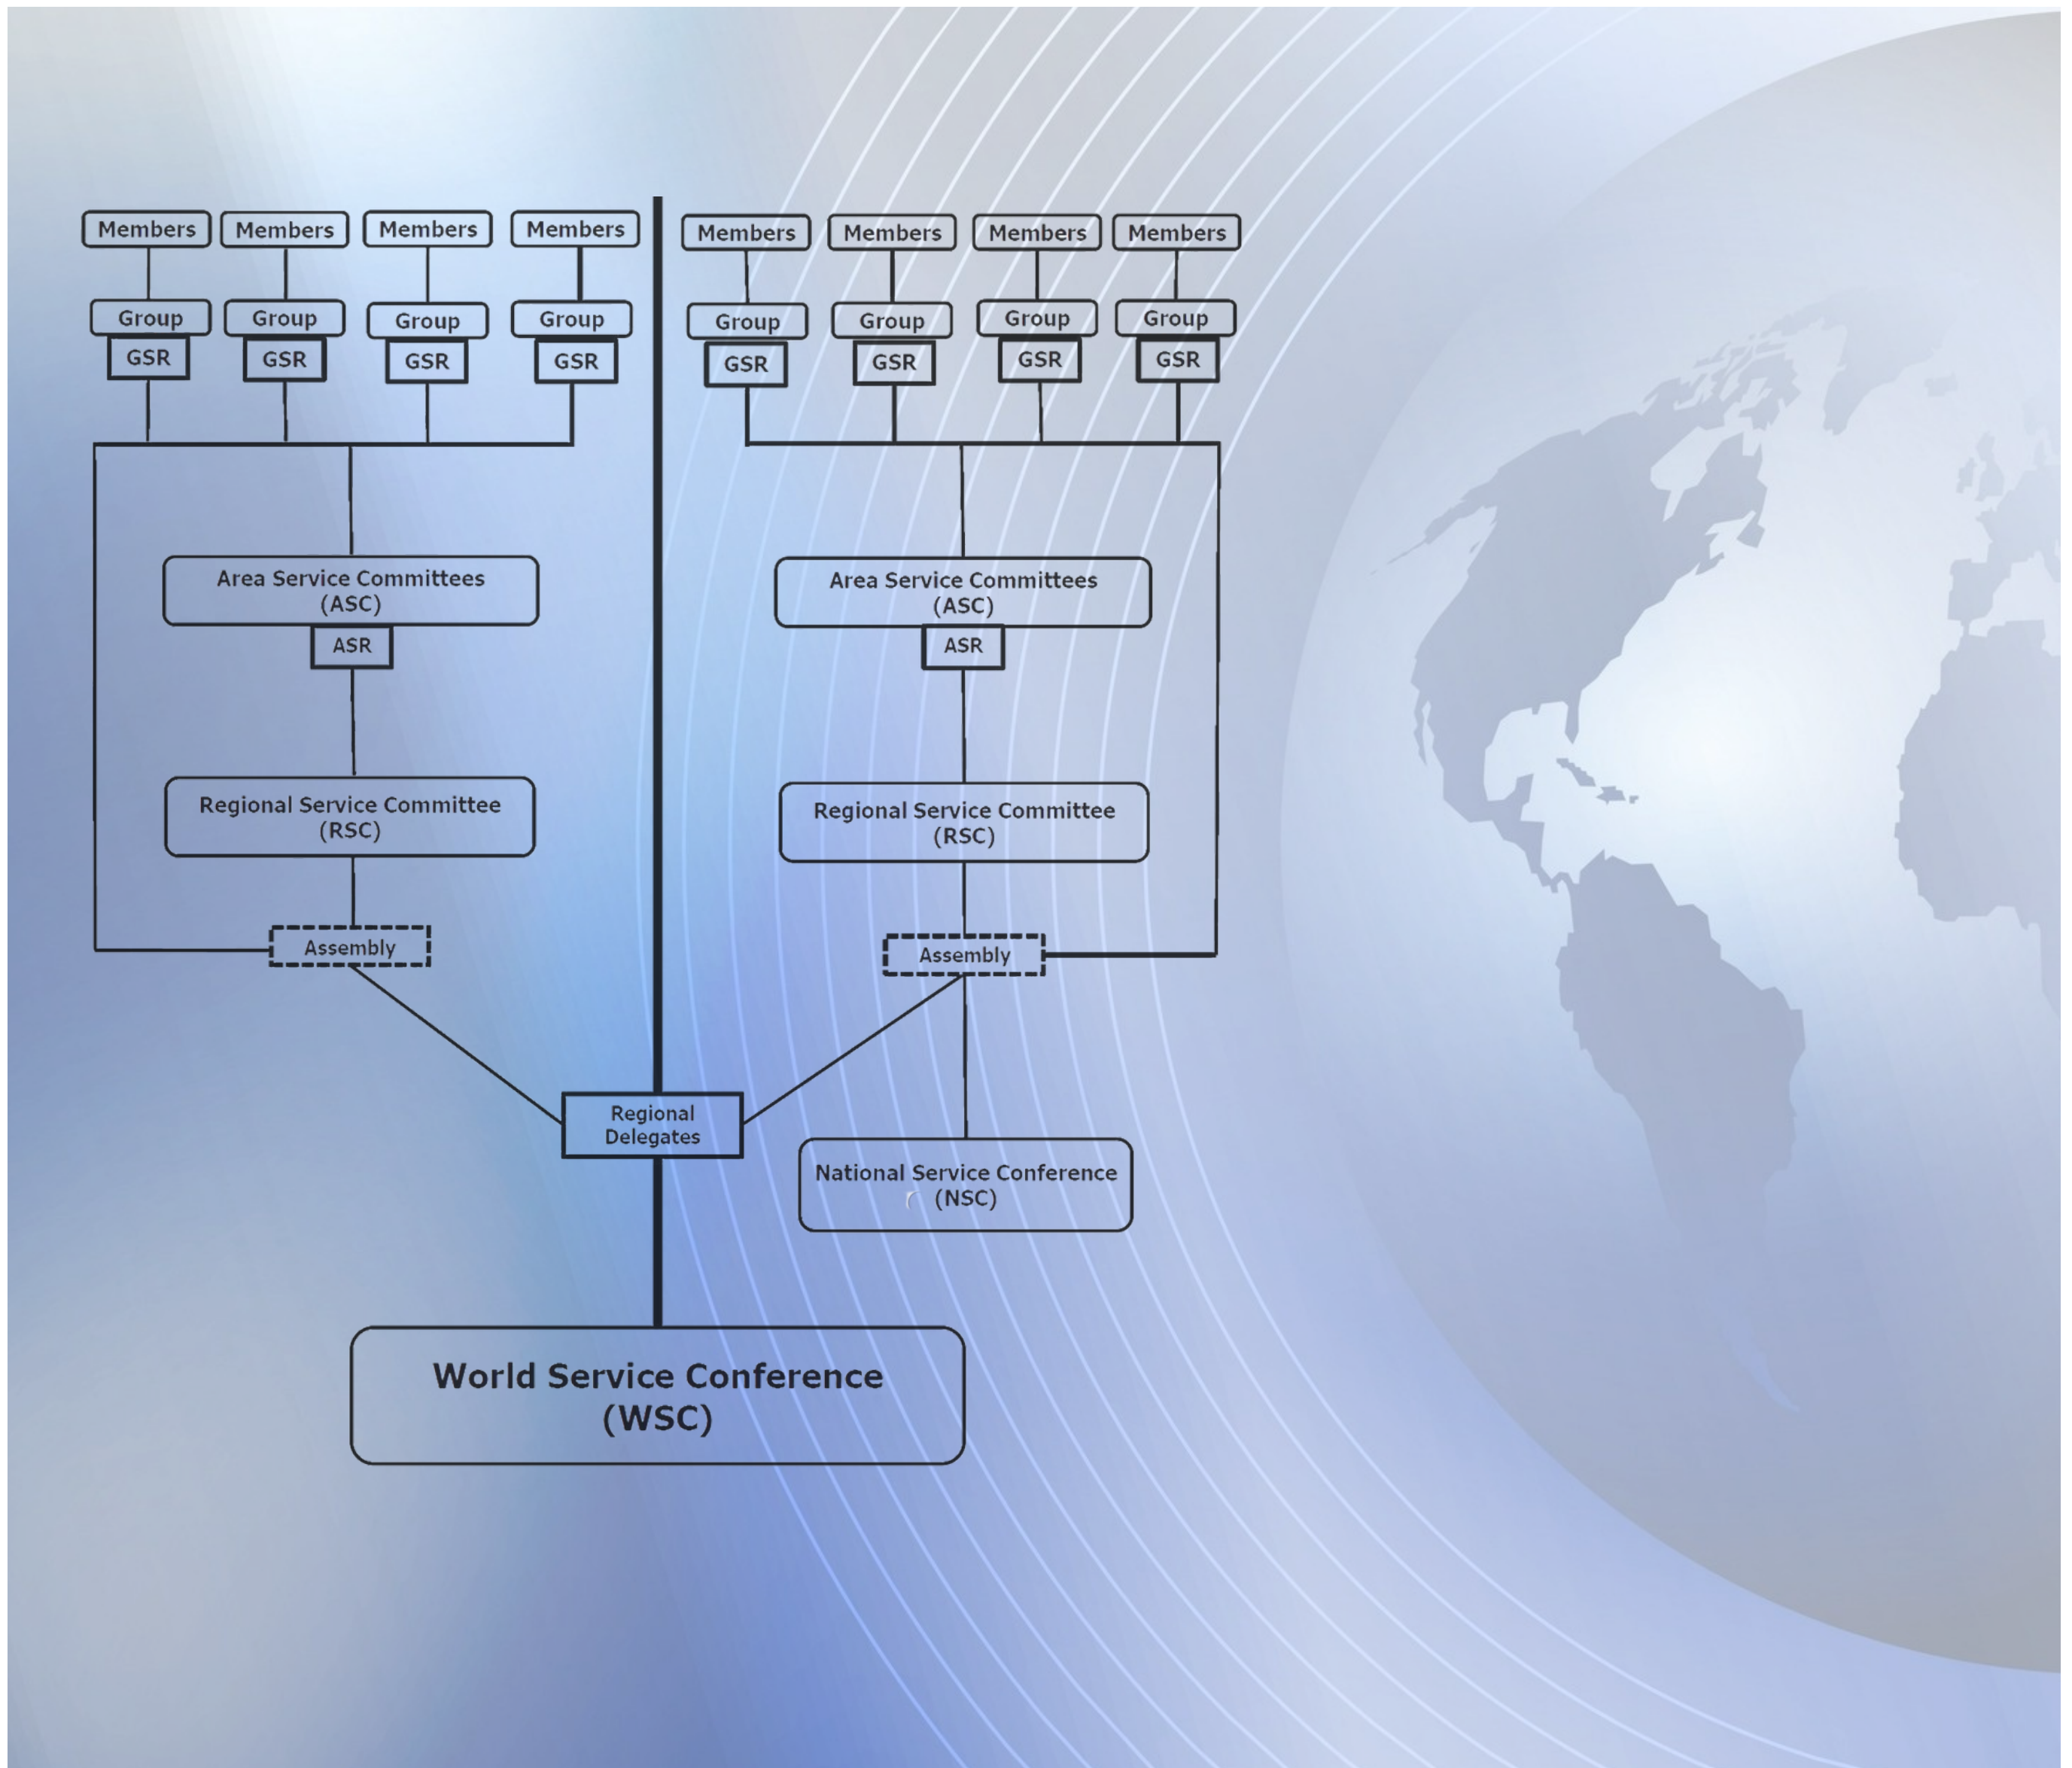 Members
Members
Members
Members
Members
Members
Members
Members
Group
Group
Group
Group
Group
Group
Group
Group
GSR
GSR
GSR
GSR
GSR
GSR
GSR
GSR
Area Service Committees
(ASC)
ASR
Area Service Committees
(ASC)
ASR
Regional Service Committee
(RSC)
Regional Service Committee
(RSC)
Assembly
Assembly
Regional
Delegates
National Service Conference
(NSC)
World Service Conference
(WSC)